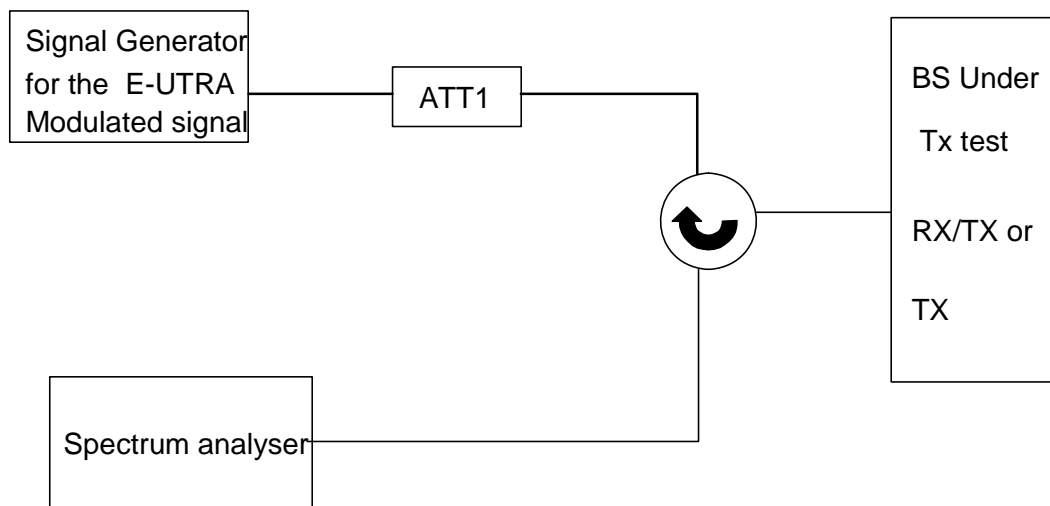 Signal Generator
for the E-UTRA
Modulated signal
ATT1
BS Under
Tx test
RX/TX or
TX
Spectrum analyser